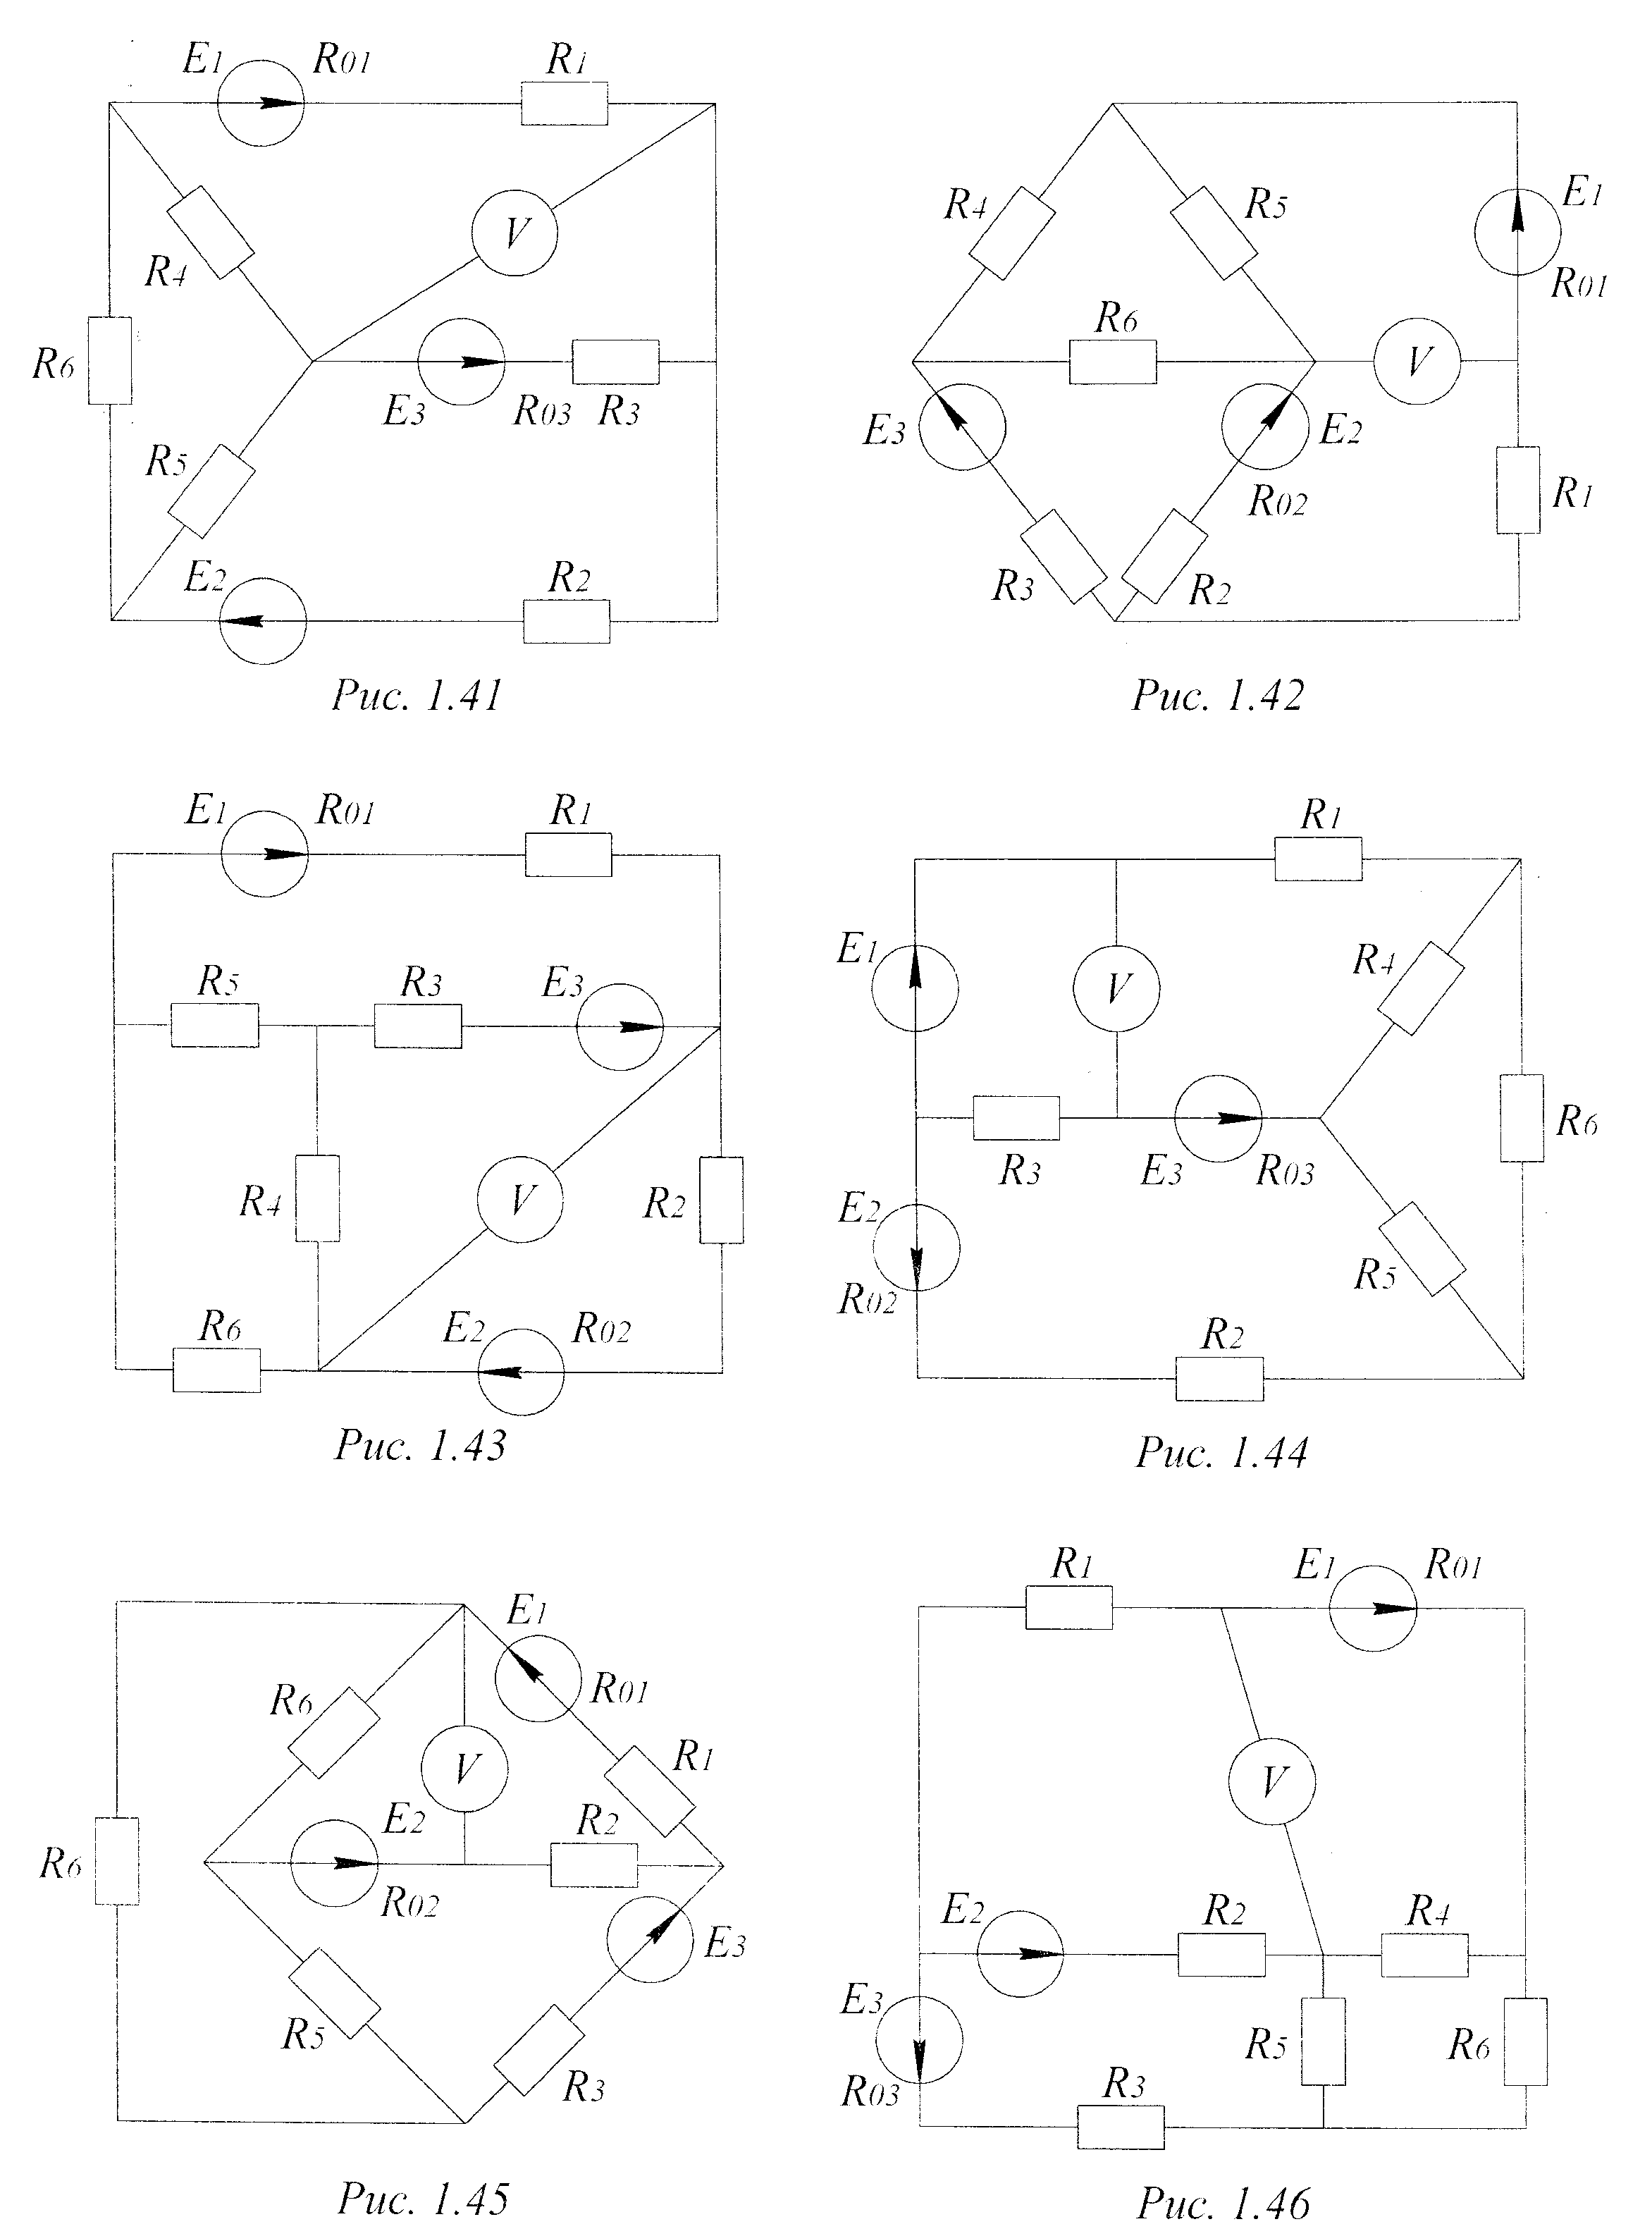 E1 R01 R1
R4 V
R6 E3 R03 R3
R5
E2 R2
Рис. 1.41
R4 R5 E1
R01
R6 V
E3 E2
R02 R1
R3 R2
Рис. 1.42
E1 R01 R1
R5 R3 E3
R4 V R2
R6 E2 R02
Рис. 1.43
R1
E1 V R4
R3 E3 R03 R6
E2
R02 R5
R2
Рис. 1.44
E1
R6 R01
V R1
E2 R2
R6 R02
E3
R5 R3
Рис. 1.45
R1 E1 R01
V
E2 R2 R4
E3
R03 R5 R6
R3
Рис. 1.46